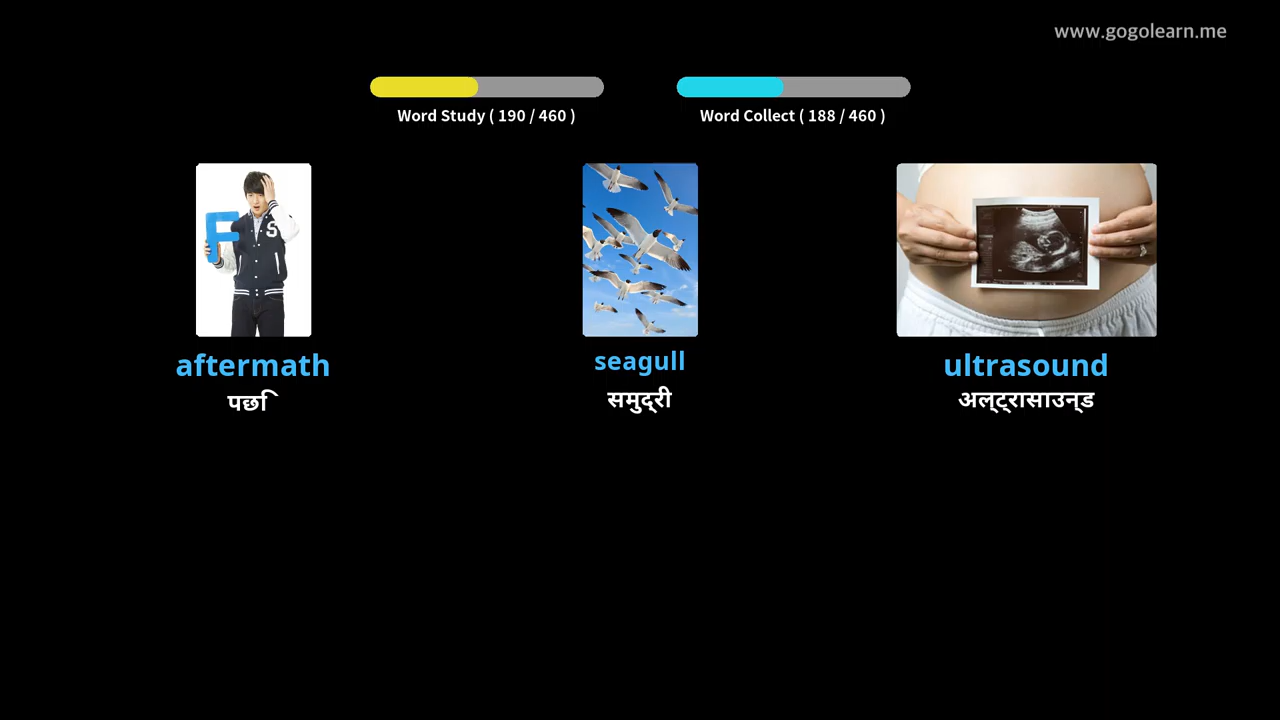 www.gogolearn.me
Word Study ( 190 / 460 )
Word Collect ( 188 / 460 )
F
S
aftermath
seagull
ultrasound
पछि
समुद्री
अल्ट्रासाउन्ड